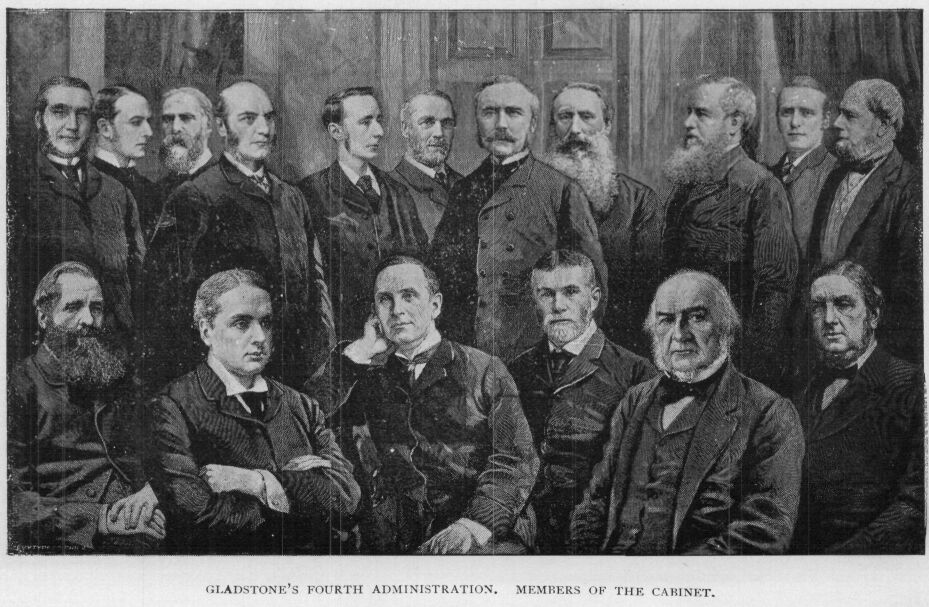 GLADSTONE'S FOURTH ADMINISTRATION. MEMBERS OF THE CABINET.